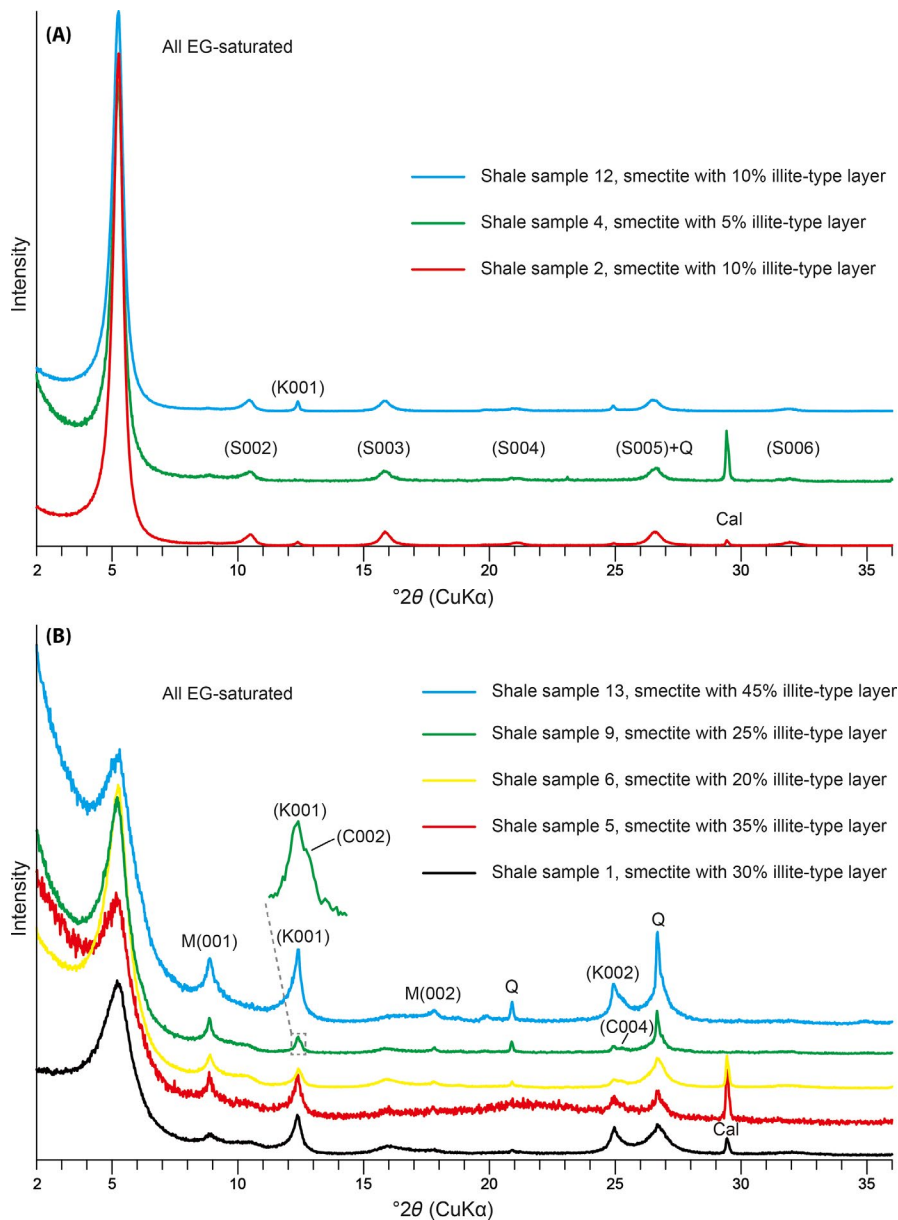 (A)
All EG-saturated
Shale sample 12, smectite with 10% illite-type layer
Shale sample 4, smectite with 5% illite-type layer
Shale sample 2, smectite with 10% illite-type layer
Intensity
(K001)
(S002) (S003) (S004) (S005)+Q (S006)
Cal
2 5 10 15 20 25 30 35
°2θ (CuKα)
(B)
All EG-saturated
Shale sample 13, smectite with 45% illite-type layer
Shale sample 9, smectite with 25% illite-type layer
Shale sample 6, smectite with 20% illite-type layer
Shale sample 5, smectite with 35% illite-type layer
Shale sample 1, smectite with 30% illite-type layer
Intensity
(K001)
(C002)
M(001) (K001) Q
M(002) Q (K002)
(C004)
Cal
2 5 10 15 20 25 30 35
°2θ (CuKα)